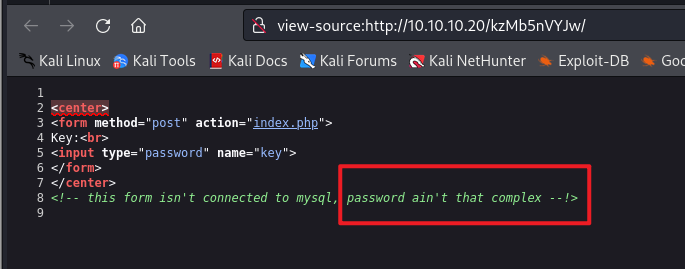 view-source:http://10.10.10.20/kzMb5nVYJw/
Kali Linux Kali Tools Kali Docs Kali Forums Kali NetHunter Exploit-DB Goo
1
2 <center>
3 <form method="post" action="index.php">
4 Key:<br>
5 <input type="password" name="key">
6 </form>
7 </center>
8 <!-- this form isn't connected to mysql, password ain't that complex --!>
9